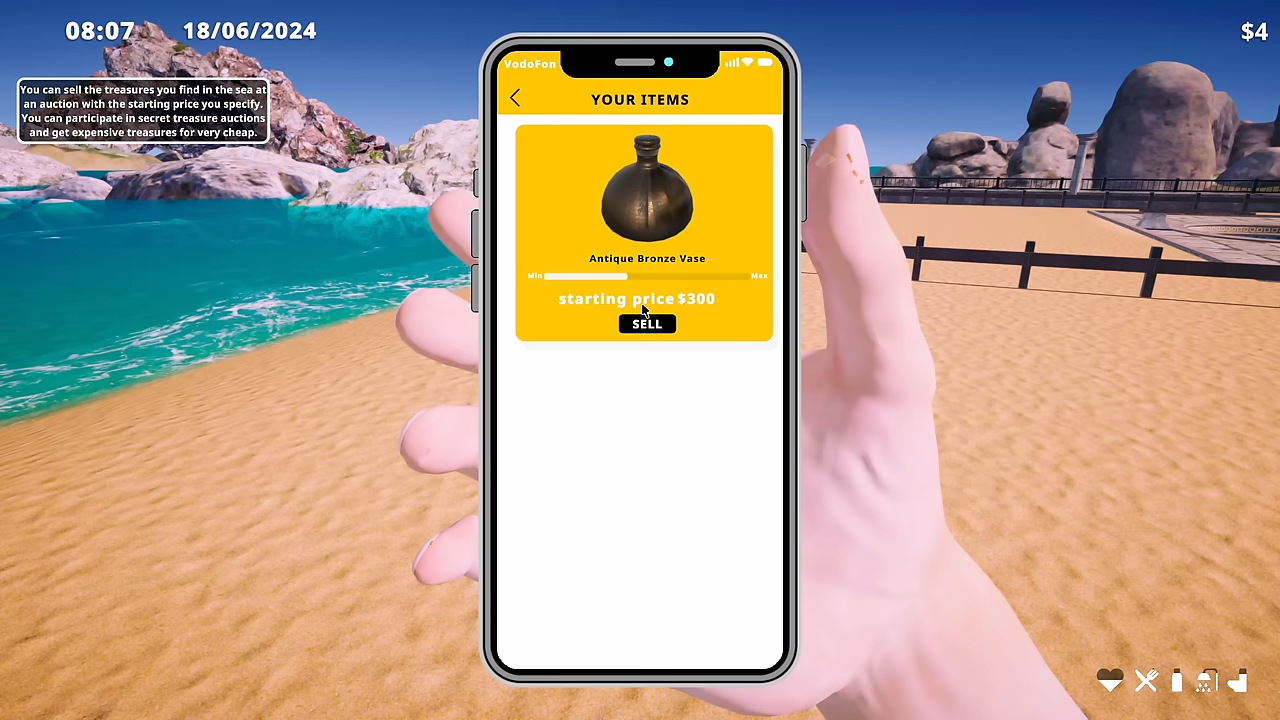 08:07 18/06/2024
$4
You can sell the treasures you find in the sea at
an auction with the starting price you specify.
You can participate in secret treasure auctions
and get expensive treasures for very cheap.
VodoFon
YOUR ITEMS
Antique Bronze Vase
Min Max
starting price $300
SELL